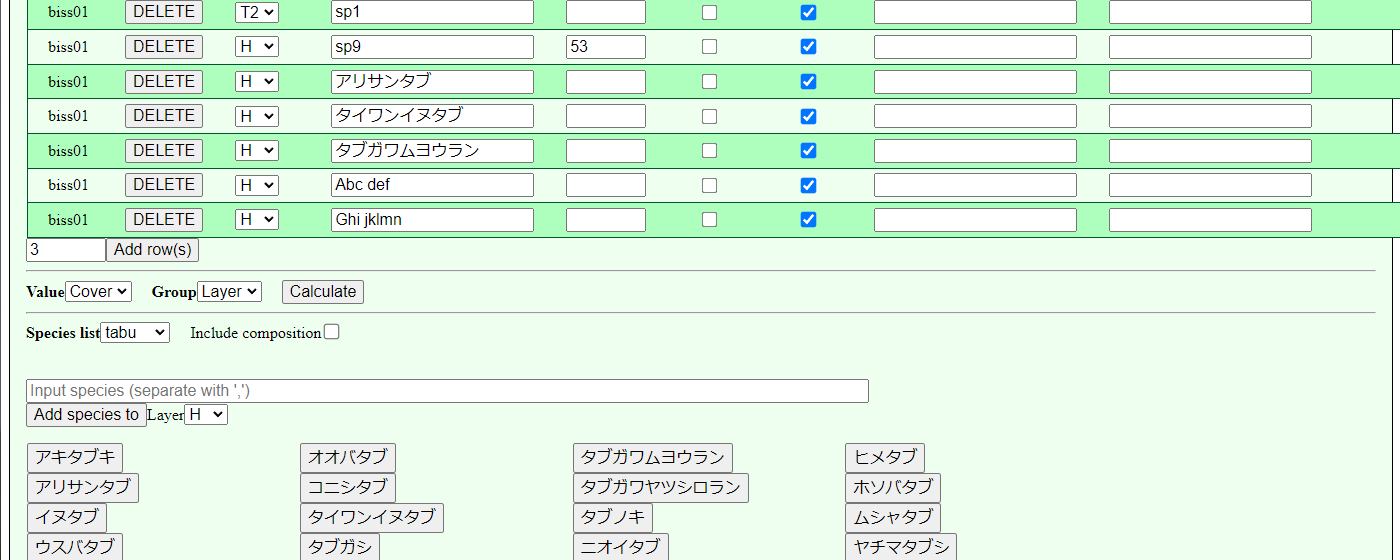 biss01 DELETE T2 sp1
biss01 DELETE H sp9 53
biss01 DELETE H アリサンタブ
biss01 DELETE H タイワンイヌタブ
biss01 DELETE H タブガワムヨウラン
biss01 DELETE H Abc def
biss01 DELETE H Ghi jklmn
3 Add row(s)
Value Cover Group Layer Calculate
Species list tabu Include composition
Input species (separate with ',')
Add species to Layer H
アキタブキ オオバタブ タブガワムヨウラン ヒメタブ
アリサンタブ コニシタブ タブガワヤツシロラン ホソバタブ
イヌタブ タイワンイヌタブ タブノキ ムシャタブ
ウスバタブ タブガシ ニオイタブ ヤチマタブシ